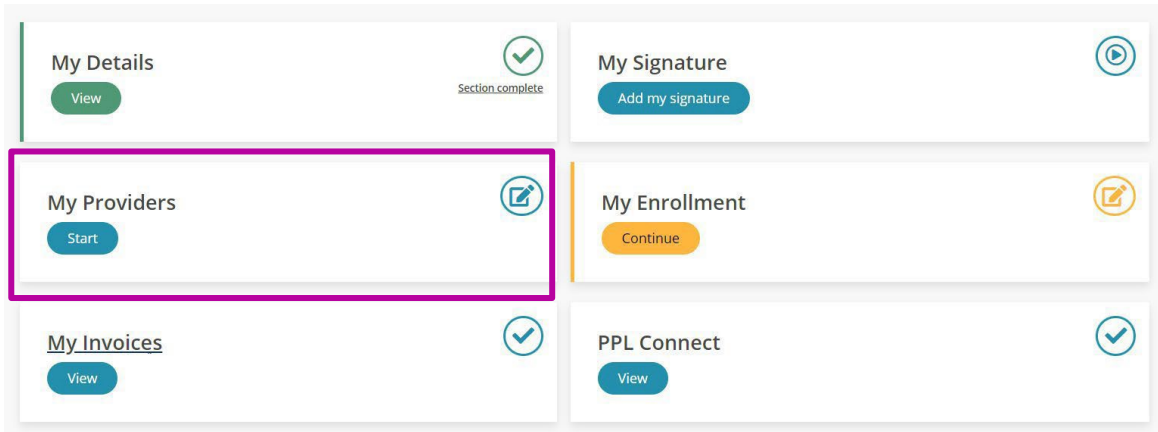 My Details
View
Section complete
My Signature
Add my signature
My Providers
Start
My Enrollment
Continue
My Invoices
View
PPL Connect
View